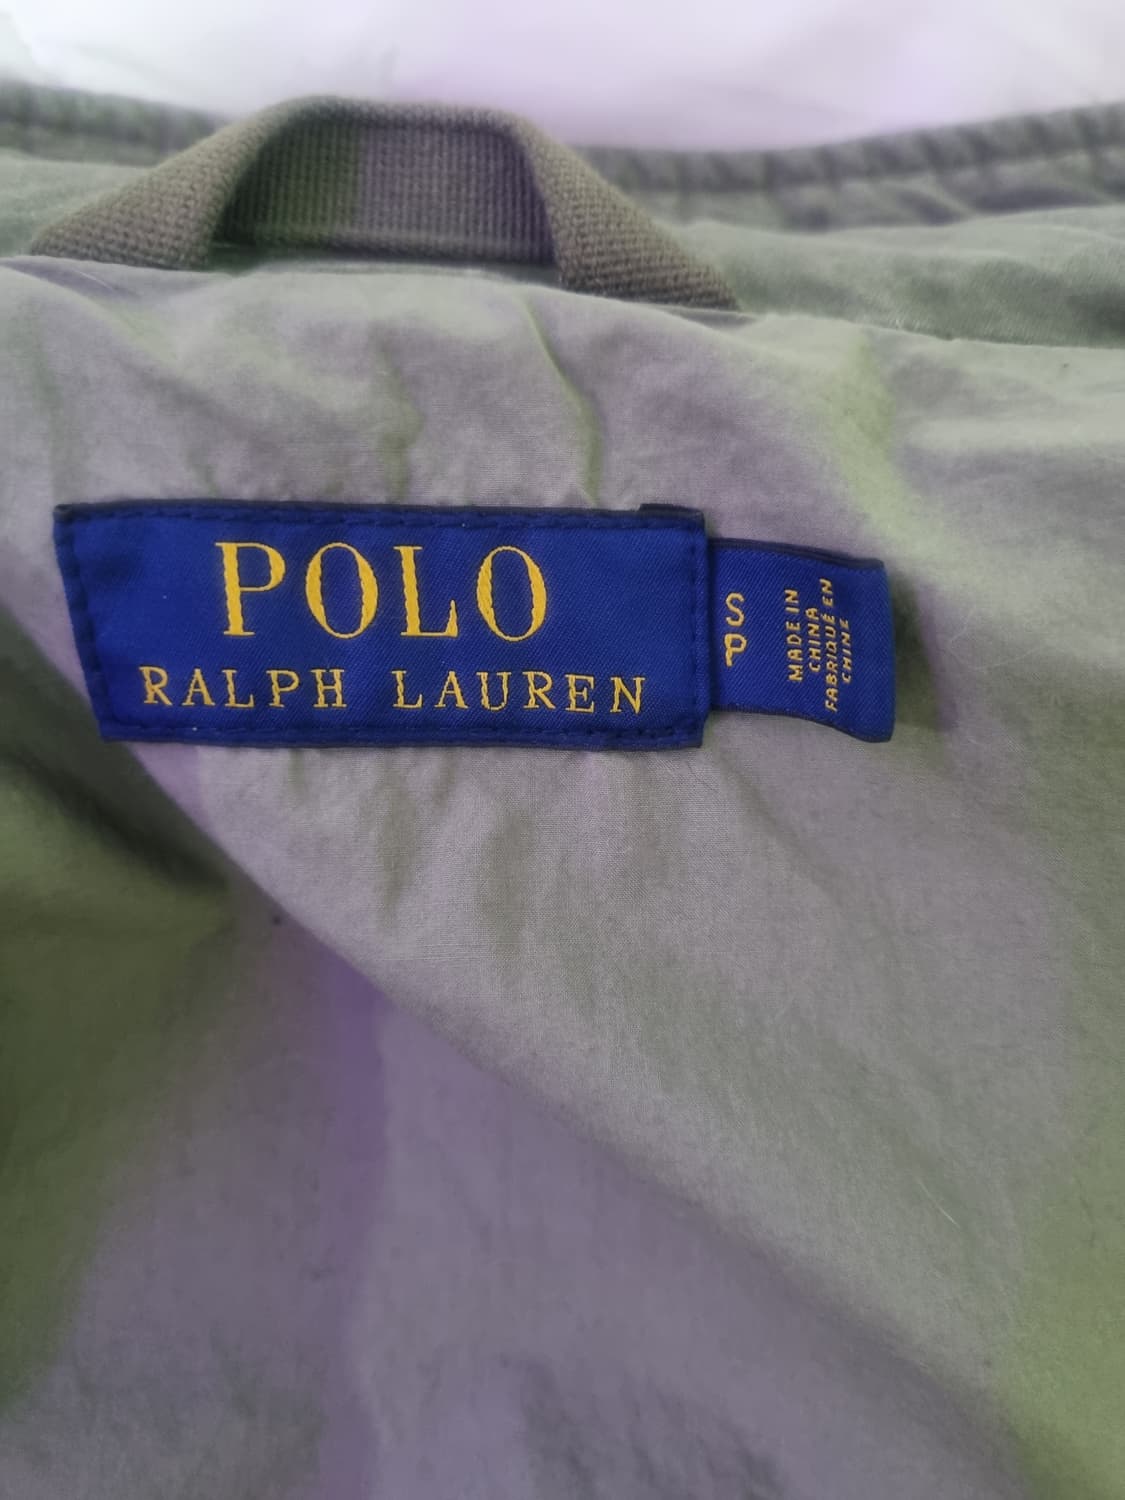 POLO
RALPH LAUREN
S
P
MADE IN
CHINA
FABRIQUÉ EN
CHINE